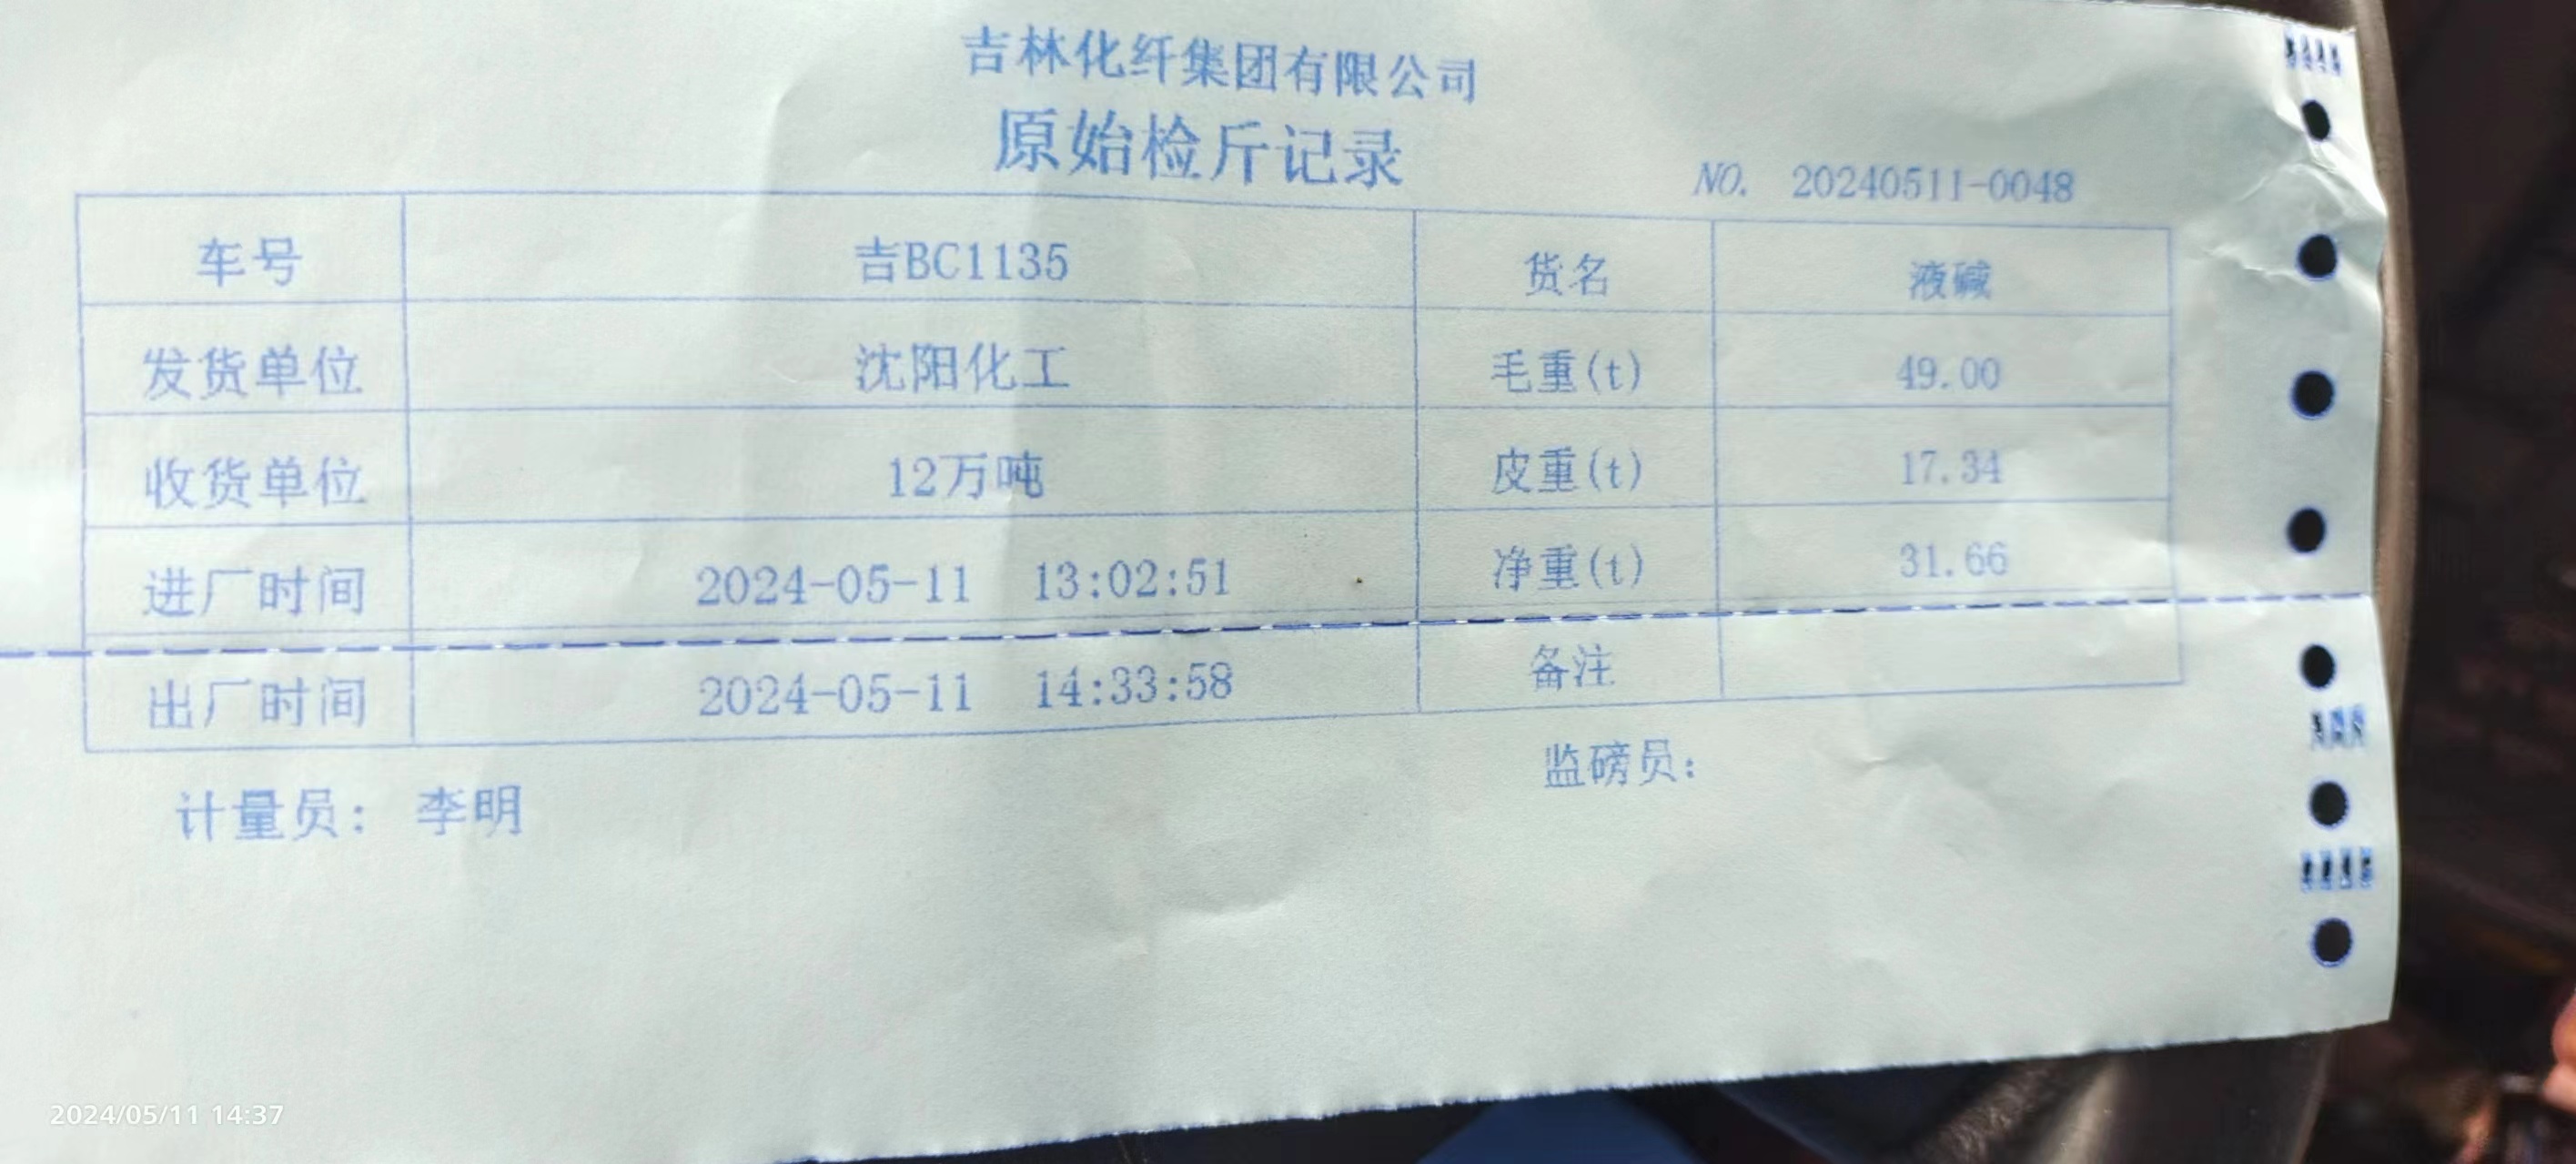 吉林化纤集团有限公司
原始检斤记录
NO. 20240511-0048
车号 吉BC1135 货名 液碱
发货单位 沈阳化工 毛重(t) 49.00
收货单位 12万吨 皮重(t) 17.34
进厂时间 2024-05-11 13:02:51 净重(t) 31.66
出厂时间 2024-05-11 14:33:58 备注
计量员： 李明 监磅员：
2024/05/11 14:37